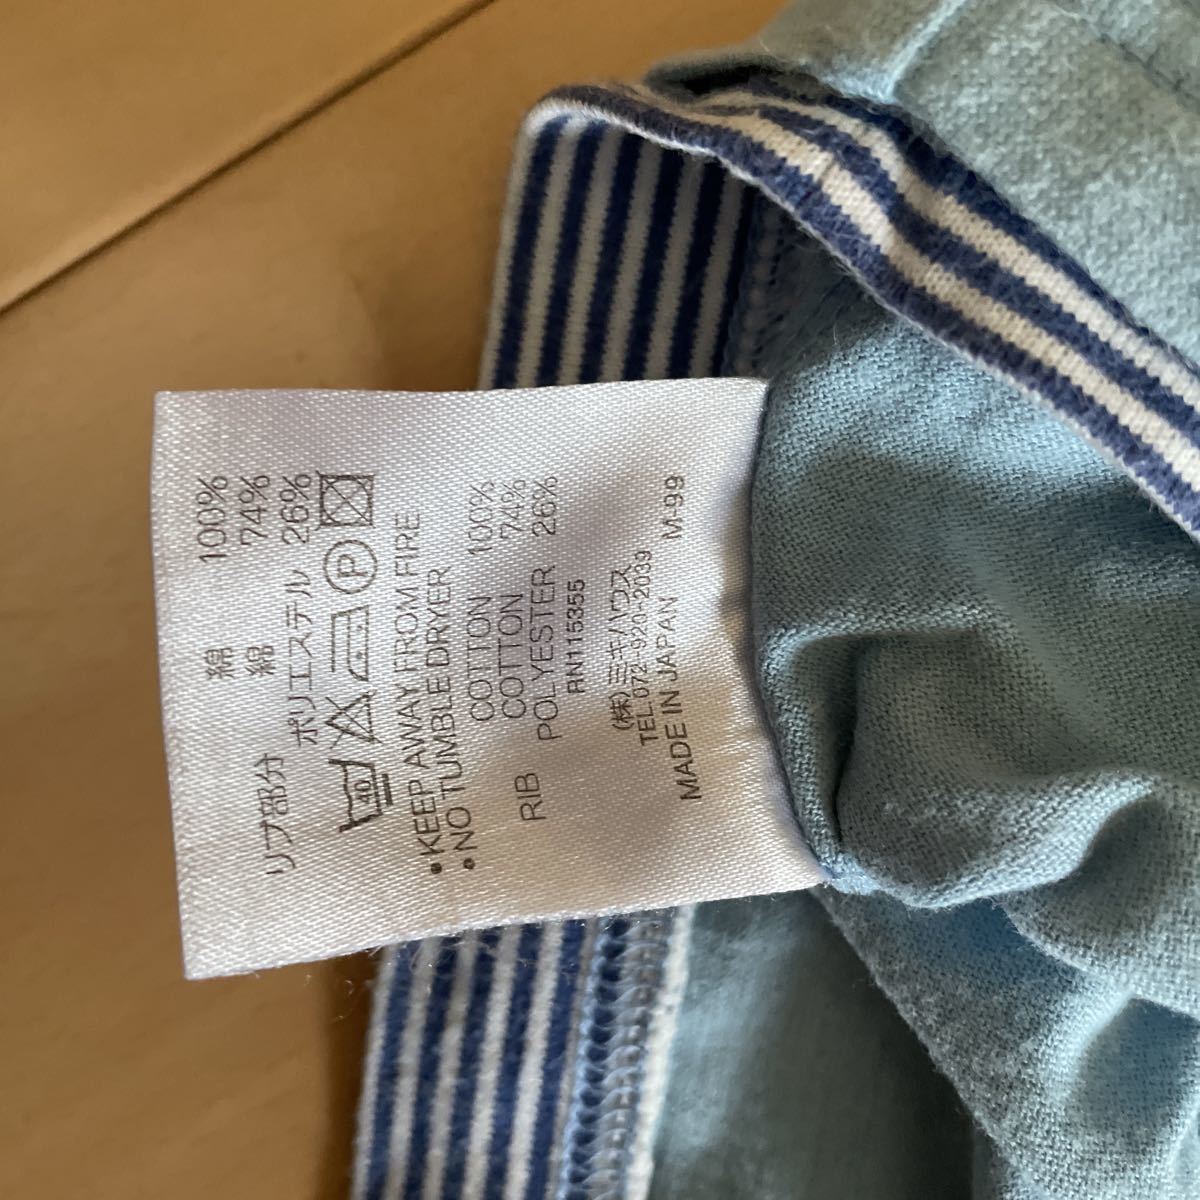 綿 100%
リブ部分 綿 74%
ポリエステル 26%
40 P
•KEEP AWAY FROM FIRE
•NO TUMBLE DRYER
COTTON 100%
RIB COTTON 74%
POLYESTER 26%
RN115355
(株)ミキハウス
TEL.072-920-2039
MADE IN JAPAN M-99